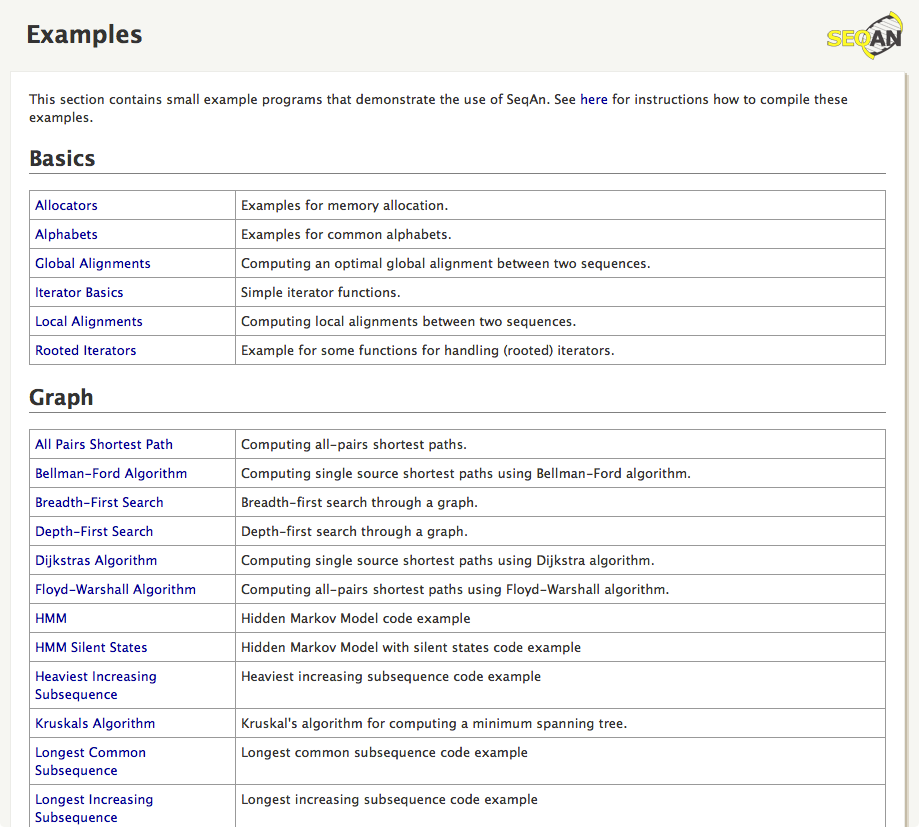 Examples
SEQAN
This section contains small example programs that demonstrate the use of SeqAn. See here for instructions how to compile these
examples.
Basics
Allocators Examples for memory allocation.
Alphabets Examples for common alphabets.
Global Alignments Computing an optimal global alignment between two sequences.
Iterator Basics Simple iterator functions.
Local Alignments Computing local alignments between two sequences.
Rooted Iterators Example for some functions for handling (rooted) iterators.
Graph
All Pairs Shortest Path Computing all-pairs shortest paths.
Bellman-Ford Algorithm Computing single source shortest paths using Bellman-Ford algorithm.
Breadth-First Search Breadth-first search through a graph.
Depth-First Search Depth-first search through a graph.
Dijkstras Algorithm Computing single source shortest paths using Dijkstra algorithm.
Floyd-Warshall Algorithm Computing all-pairs shortest paths using Floyd-Warshall algorithm.
HMM Hidden Markov Model code example
HMM Silent States Hidden Markov Model with silent states code example
Heaviest Increasing Heaviest increasing subsequence code example
Subsequence
Kruskals Algorithm Kruskal's algorithm for computing a minimum spanning tree.
Longest Common Longest common subsequence code example
Subsequence
Longest Increasing Longest increasing subsequence code example
Subsequence